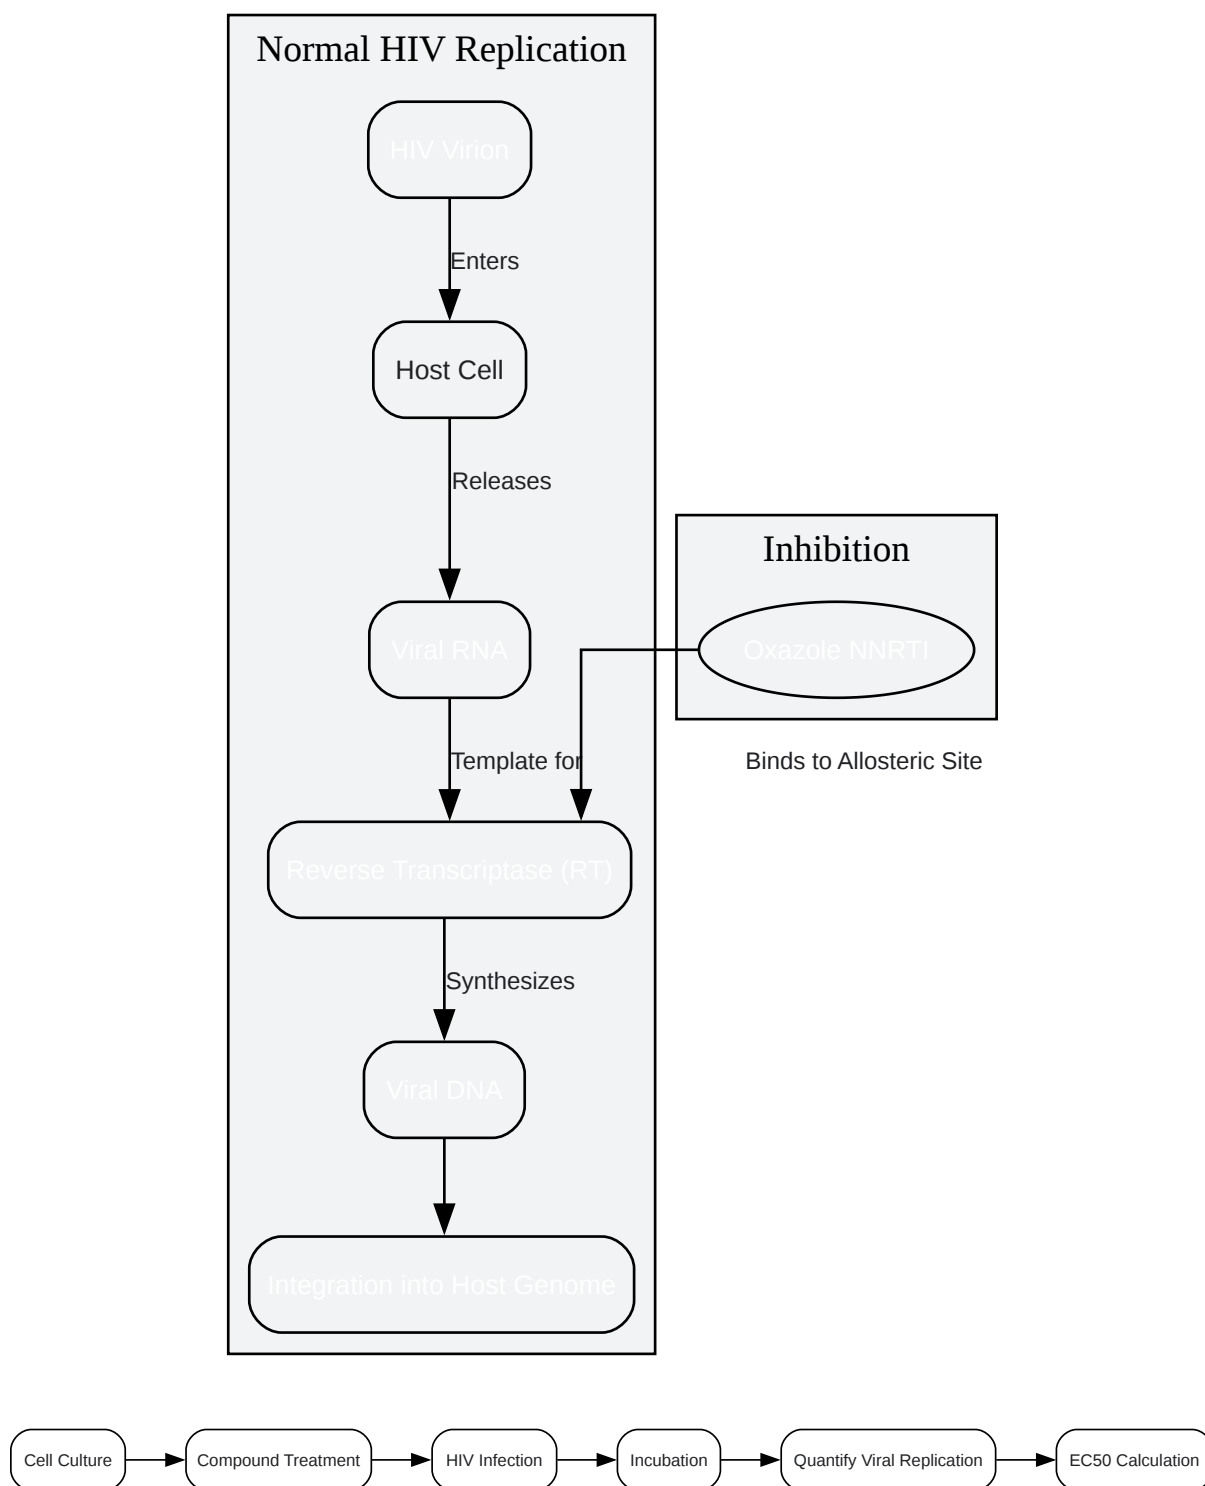 Normal HIV Replication
HIV Virion
Enters
Host Cell
Releases
Viral RNA
Inhibition
Oxazole NNRTI
Template for
Binds to Allosteric Site
Reverse Transcriptase (RT)
Synthesizes
Viral DNA
Integration into Host Genome
Cell Culture
Compound Treatment
HIV Infection
Incubation
Quantify Viral Replication
EC50 Calculation